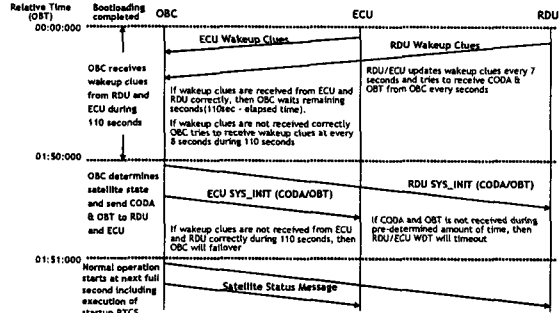 Relative Time
(OBT)
Bootloading
completed
OBC
ECU
RDU
00:00:000
ECU Wakeup Clues
RDU Wakeup Clues
OBC receives
wakeup clues
from RDU and
ECU during
110 seconds
RDU/ECU updates wakeup clues every 7
seconds and tries to receive CODA &
OBT from OBC every seconds
If wakeup clues are received from ECU and
RDU correctly, then OBC waits remaining
seconds(110sec - elapsed time).
If wakeup clues are not received correctly
OBC tries to receive wakeup clues at every
8 seconds during 110 seconds
01:50:000
OBC determines
satellite state
and send CODA
& OBT to RDU
and ECU
ECU SYS_INIT (CODA/OBT)
RDU SYS_INIT (CODA/OBT)
If wakeup clues are not received from ECU
and RDU correctly during 110 seconds, then
OBC will failover
If CODA and OBT is not received during
pre-determined amount of time, then
RDU/ECU WDT will timeout
01:51:000
Normal operation
starts at next full
second including
execution of
startup RTCS
Satellite Status Message